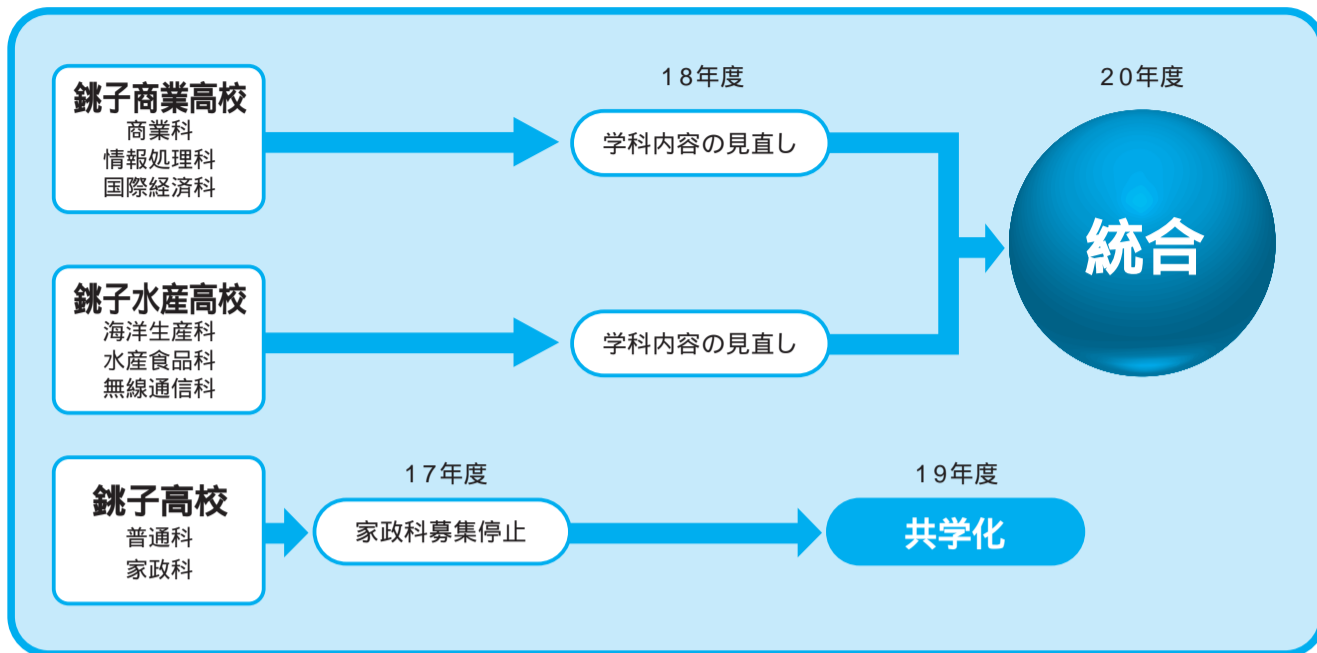 18年度
20年度
銚子商業高校
商業科
情報処理科
国際経済科
学科内容の見直し
統合
銚子水産高校
海洋生産科
水産食品科
無線通信科
学科内容の見直し
17年度
19年度
銚子高校
普通科
家政科
家政科募集停止
共学化